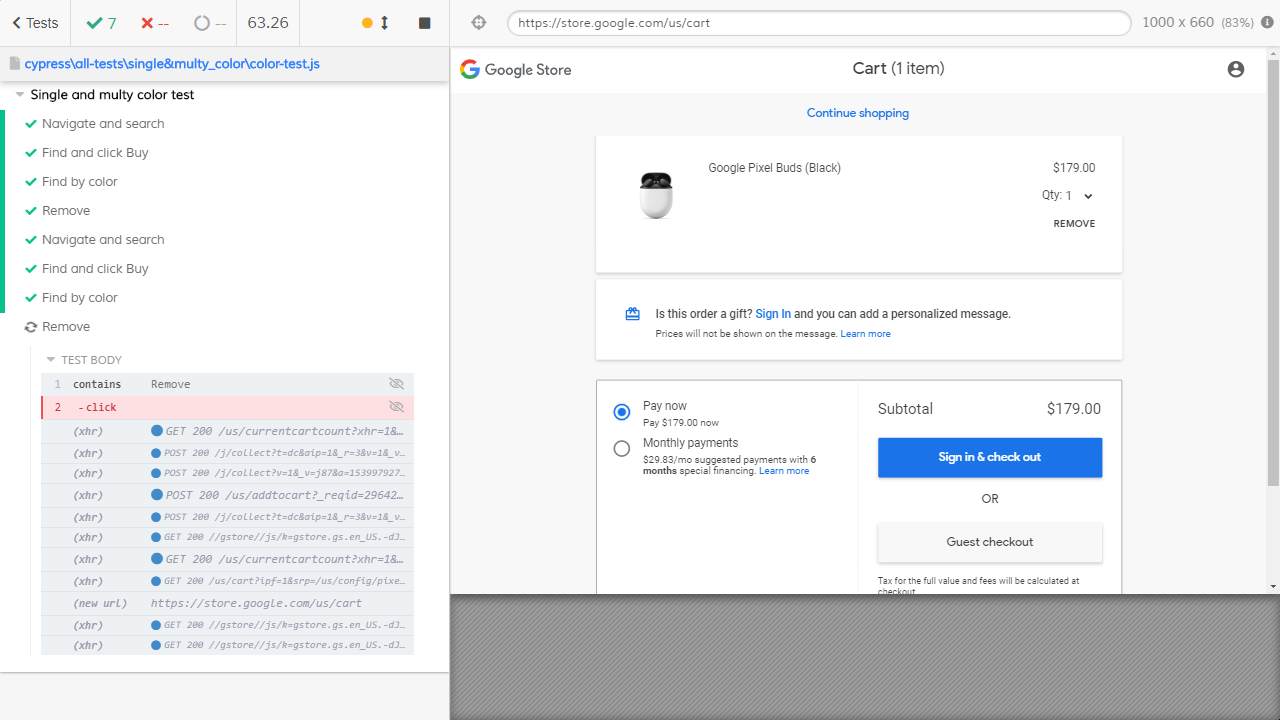 Tests 7 -- -- 63.26
https://store.google.com/us/cart 1000 x 660 (83%)
cypress\all-tests\single&multy_color\color-test.js
Single and multy color test
Navigate and search
Find and click Buy
Find by color
Remove
Navigate and search
Find and click Buy
Find by color
Remove
TEST BODY
1 contains Remove
2 -click
(xhr) GET 200 /us/currentcartcount?xhr=1&…
(xhr) POST 200 /j/collect?t=dc&aip=1&_r=3&v=1&_v…
(xhr) POST 200 /j/collect?v=1&_v=j87&a=153997927…
(xhr) POST 200 /us/addtocart?_reqid=29642…
(xhr) POST 200 /j/collect?t=dc&aip=1&_r=3&v=1&_v…
(xhr) GET 200 //gstore//js/k=gstore.gs.en_US.-dJ…
(xhr) GET 200 /us/currentcartcount?xhr=1&…
(xhr) GET 200 /us/cart?ipf=1&srp=/us/config/pixe…
(new url) https://store.google.com/us/cart
(xhr) GET 200 //gstore//js/k=gstore.gs.en_US.-dJ…
(xhr) GET 200 //gstore//js/k=gstore.gs.en_US.-dJ…
Google Store
Cart (1 item)
Continue shopping
Google Pixel Buds (Black) $179.00
Qty: 1
REMOVE
Is this order a gift? Sign In and you can add a personalized message.
Prices will not be shown on the message. Learn more
Pay now
Pay $179.00 now
Monthly payments
$29.83/mo suggested payments with 6
months special financing. Learn more
Subtotal $179.00
Sign in & check out
OR
Guest checkout
Tax for the full value and fees will be calculated at
checkout